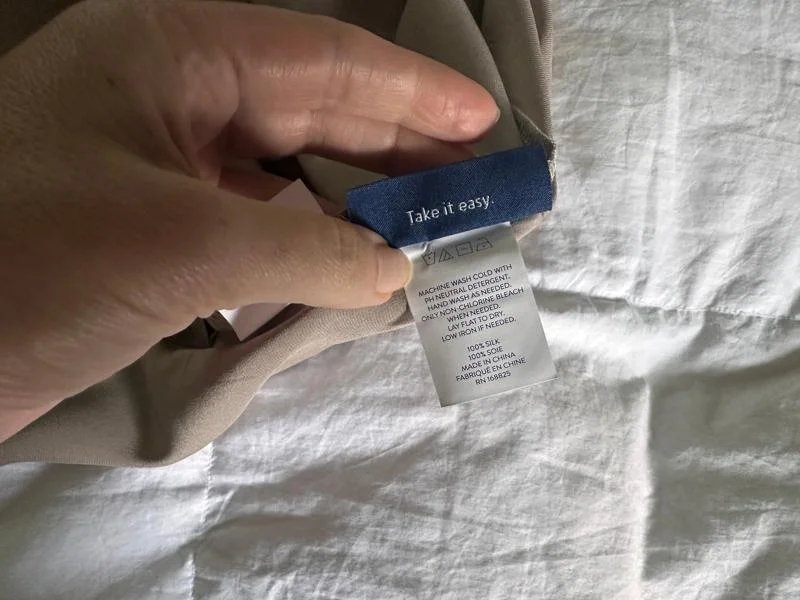 Take it easy.
MACHINE WASH COLD WITH
PH NEUTRAL DETERGENT.
HAND WASH AS NEEDED.
ONLY NON-CHLORINE BLEACH
WHEN NEEDED.
LAY FLAT TO DRY.
LOW IRON IF NEEDED.
100% SILK
100% SOIE
MADE IN CHINA
FABRIQUÉ EN CHINE
RN 168825